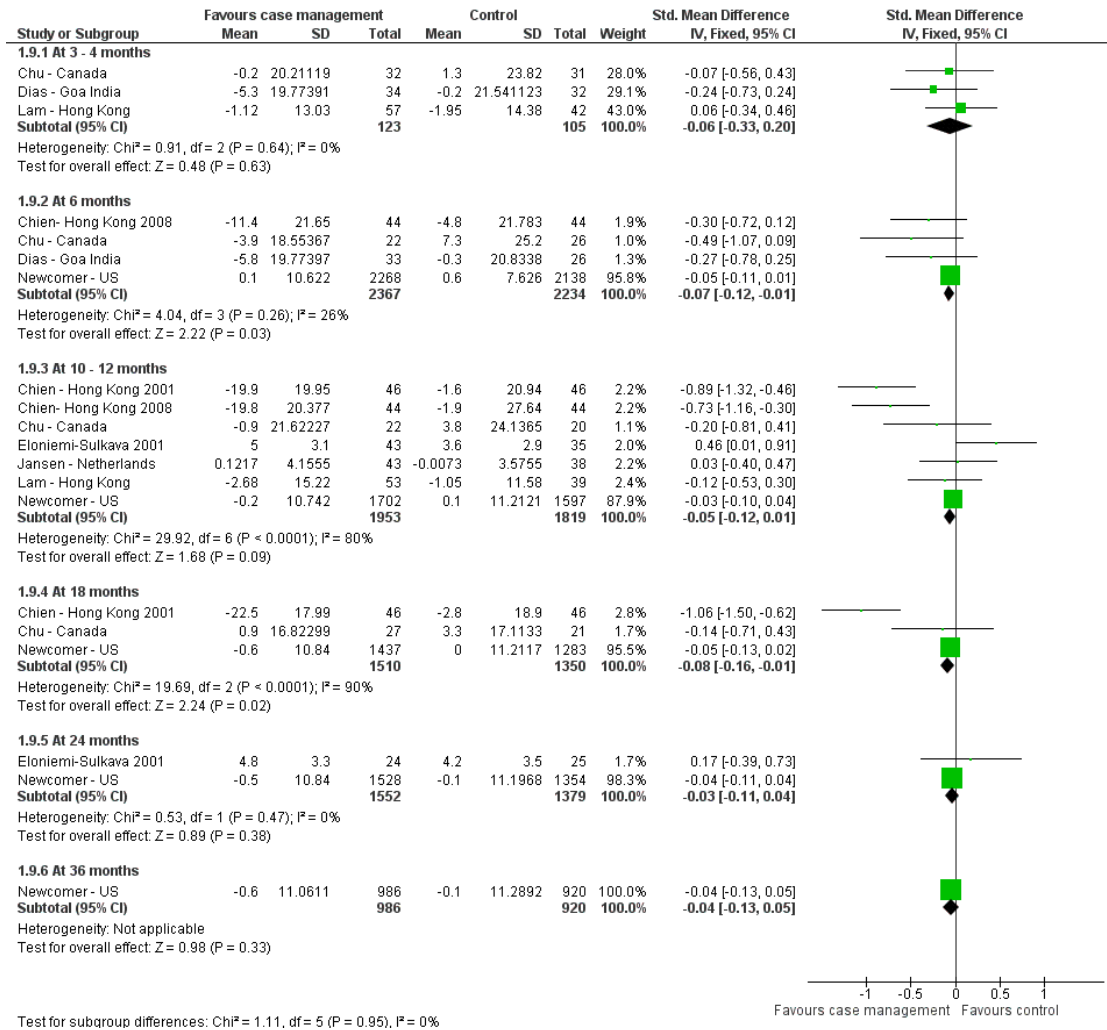 Favours case management Control Std. Mean Difference Std. Mean Difference
Study or Subgroup Mean SD Total Mean SD Total Weight IV, Fixed, 95% CI IV, Fixed, 95% CI
1.9.1 At 3 - 4 months
Chu - Canada -0.2 20.21119 32 1.3 23.82 31 28.0% -0.07 [-0.56, 0.43]
Dias - Goa India -5.3 19.77391 34 -0.2 21.541123 32 29.1% -0.24 [-0.73, 0.24]
Lam - Hong Kong -1.12 13.03 57 -1.95 14.38 42 43.0% 0.06 [-0.34, 0.46]
Subtotal (95% CI) 123 105 100.0% -0.06 [-0.33, 0.20]
Heterogeneity: Chi² = 0.91, df = 2 (P = 0.64); I² = 0%
Test for overall effect: Z = 0.48 (P = 0.63)
1.9.2 At 6 months
Chien- Hong Kong 2008 -11.4 21.65 44 -4.8 21.783 44 1.9% -0.30 [-0.72, 0.12]
Chu - Canada -3.9 18.55367 22 7.3 25.2 26 1.0% -0.49 [-1.07, 0.09]
Dias - Goa India -5.8 19.77397 33 -0.3 20.8338 26 1.3% -0.27 [-0.78, 0.25]
Newcomer - US 0.1 10.622 2268 0.6 7.626 2138 95.8% -0.05 [-0.11, 0.01]
Subtotal (95% CI) 2367 2234 100.0% -0.07 [-0.12, -0.01]
Heterogeneity: Chi² = 4.04, df = 3 (P = 0.26); I² = 26%
Test for overall effect: Z = 2.22 (P = 0.03)
1.9.3 At 10 - 12 months
Chien - Hong Kong 2001 -19.9 19.95 46 -1.6 20.94 46 2.2% -0.89 [-1.32, -0.46]
Chien- Hong Kong 2008 -19.8 20.377 44 -1.9 27.64 44 2.2% -0.73 [-1.16, -0.30]
Chu - Canada -0.9 21.62227 22 3.8 24.1365 20 1.1% -0.20 [-0.81, 0.41]
Eloniemi-Sulkava 2001 5 3.1 43 3.6 2.9 35 2.0% 0.46 [0.01, 0.91]
Jansen - Netherlands 0.1217 4.1555 43 -0.0073 3.5755 38 2.2% 0.03 [-0.40, 0.47]
Lam - Hong Kong -2.68 15.22 53 -1.05 11.58 39 2.4% -0.12 [-0.53, 0.30]
Newcomer - US -0.2 10.742 1702 0.1 11.2121 1597 87.9% -0.03 [-0.10, 0.04]
Subtotal (95% CI) 1953 1819 100.0% -0.05 [-0.12, 0.01]
Heterogeneity: Chi² = 29.92, df = 6 (P < 0.0001); I² = 80%
Test for overall effect: Z = 1.68 (P = 0.09)
1.9.4 At 18 months
Chien - Hong Kong 2001 -22.5 17.99 46 -2.8 18.9 46 2.8% -1.06 [-1.50, -0.62]
Chu - Canada 0.9 16.82299 27 3.3 17.1133 21 1.7% -0.14 [-0.71, 0.43]
Newcomer - US -0.6 10.84 1437 0 11.2117 1283 95.5% -0.05 [-0.13, 0.02]
Subtotal (95% CI) 1510 1350 100.0% -0.08 [-0.16, -0.01]
Heterogeneity: Chi² = 19.69, df = 2 (P < 0.0001); I² = 90%
Test for overall effect: Z = 2.24 (P = 0.02)
1.9.5 At 24 months
Eloniemi-Sulkava 2001 4.8 3.3 24 4.2 3.5 25 1.7% 0.17 [-0.39, 0.73]
Newcomer - US -0.5 10.84 1528 -0.1 11.1968 1354 98.3% -0.04 [-0.11, 0.04]
Subtotal (95% CI) 1552 1379 100.0% -0.03 [-0.11, 0.04]
Heterogeneity: Chi² = 0.53, df = 1 (P = 0.47); I² = 0%
Test for overall effect: Z = 0.89 (P = 0.38)
1.9.6 At 36 months
Newcomer - US -0.6 11.0611 986 -0.1 11.2892 920 100.0% -0.04 [-0.13, 0.05]
Subtotal (95% CI) 986 920 100.0% -0.04 [-0.13, 0.05]
Heterogeneity: Not applicable
Test for overall effect: Z = 0.98 (P = 0.33)
-1 -0.5 0 0.5 1
Favours case management Favours control
Test for subgroup differences: Chi² = 1.11, df = 5 (P = 0.95), I² = 0%